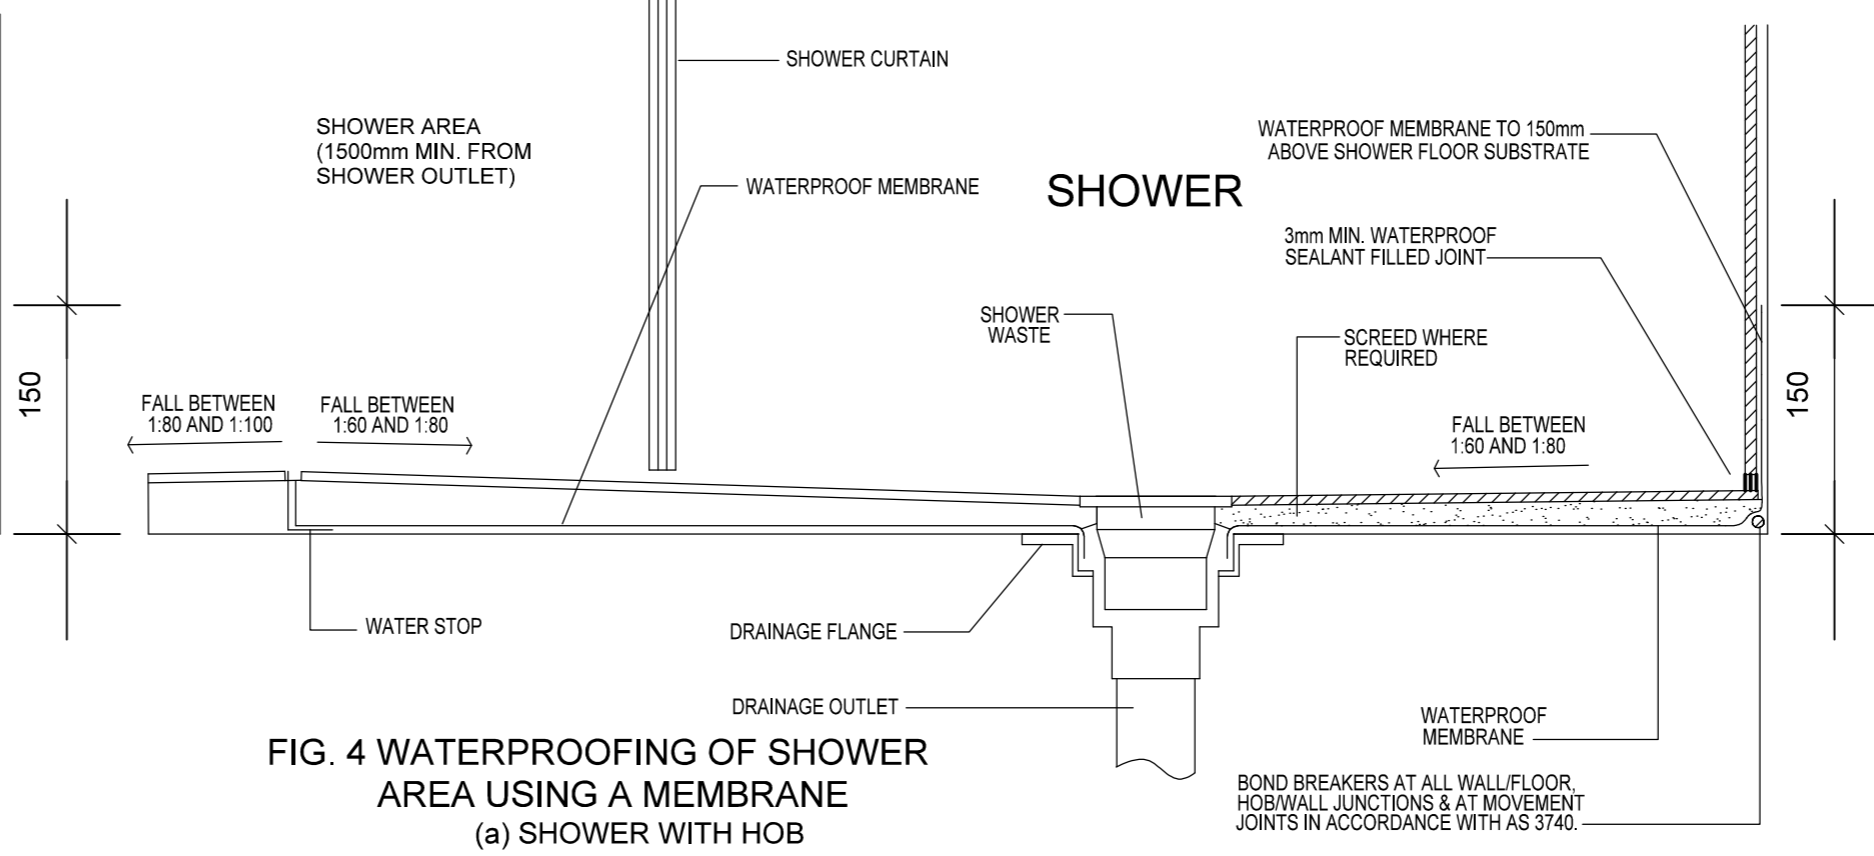 SHOWER CURTAIN
SHOWER AREA
(1500mm MIN. FROM
SHOWER OUTLET)
WATERPROOF MEMBRANE TO 150mm
ABOVE SHOWER FLOOR SUBSTRATE
WATERPROOF MEMBRANE
SHOWER
3mm MIN. WATERPROOF
SEALANT FILLED JOINT
SHOWER
WASTE
SCREED WHERE
REQUIRED
150
150
FALL BETWEEN
1:80 AND 1:100
FALL BETWEEN
1:60 AND 1:80
FALL BETWEEN
1:60 AND 1:80
WATER STOP
DRAINAGE FLANGE
DRAINAGE OUTLET
WATERPROOF
MEMBRANE
FIG. 4 WATERPROOFING OF SHOWER
AREA USING A MEMBRANE
(a) SHOWER WITH HOB
BOND BREAKERS AT ALL WALL/FLOOR,
HOB/WALL JUNCTIONS & AT MOVEMENT
JOINTS IN ACCORDANCE WITH AS 3740.